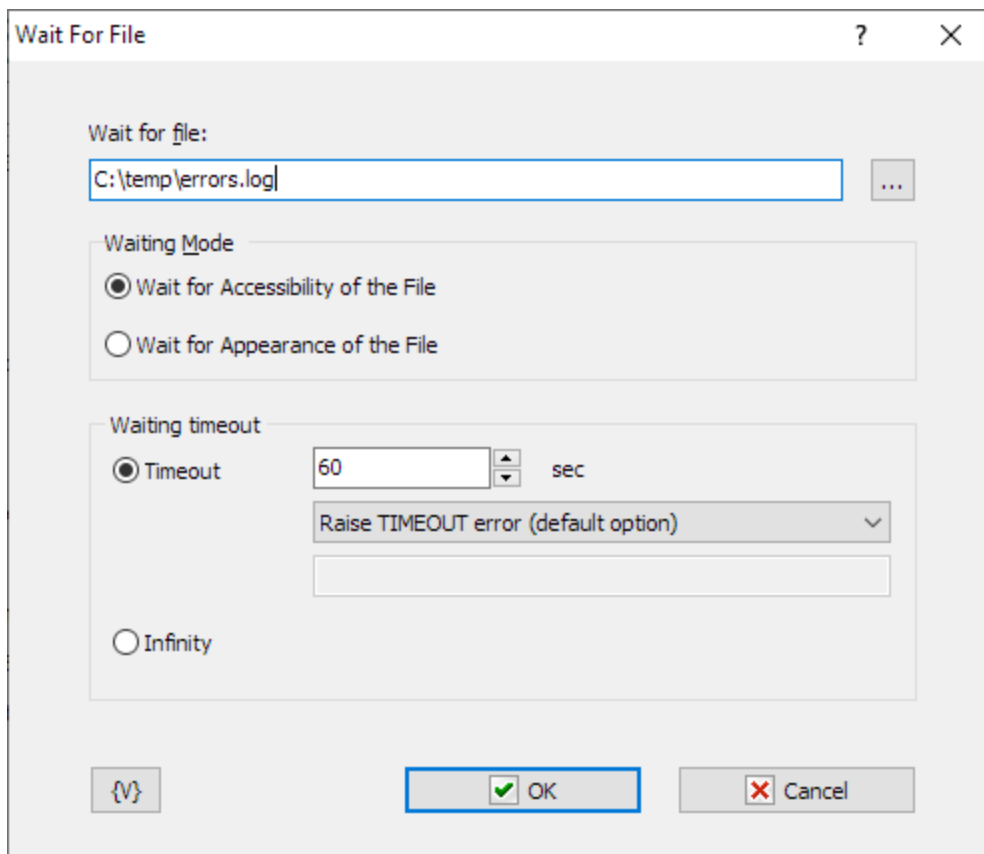 Wait For File ?
Wait for file:
C:\temp\errors.log
...
Waiting Mode
Wait for Accessibility of the File
Wait for Appearance of the File
Waiting timeout
Timeout 60 sec
Raise TIMEOUT error (default option)
Infinity
{V} OK Cancel